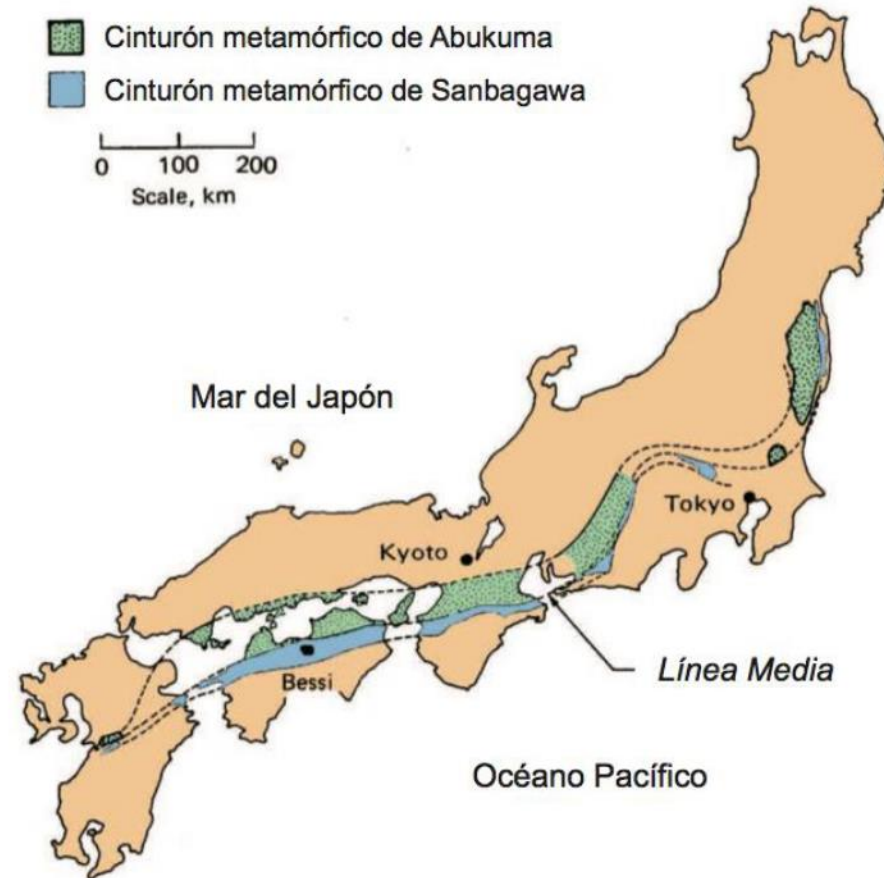 Cinturón metamórfico de Abukuma
Cinturón metamórfico de Sanbagawa
0 100 200
Scale, km
Mar del Japón
Tokyo
Kyoto
Línea Media
Bessi
Océano Pacífico